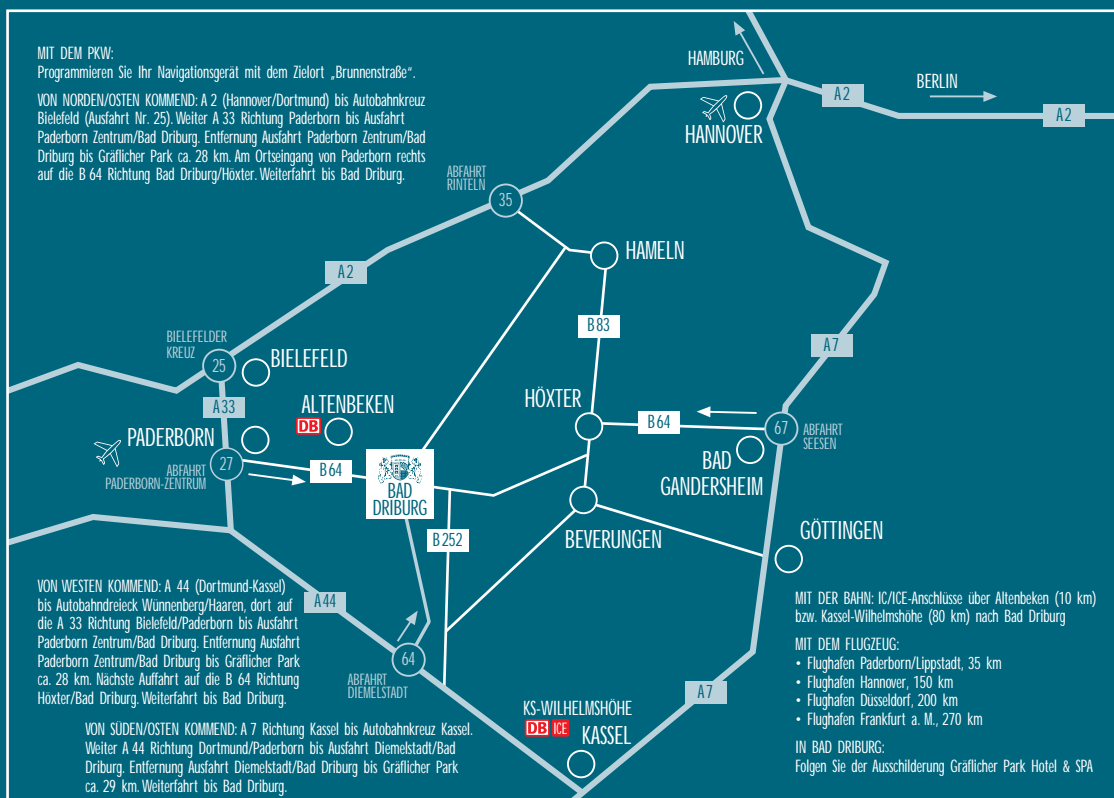 MIT DEM PKW:
Programmieren Sie Ihr Navigationsgerät mit dem Zielort „Brunnenstraße“.
VON NORDEN/OSTEN KOMMEND: A 2 (Hannover/Dortmund) bis Autobahnkreuz
Bielefeld (Ausfahrt Nr. 25). Weiter A 33 Richtung Paderborn bis Ausfahrt
Paderborn Zentrum/Bad Driburg. Entfernung Ausfahrt Paderborn Zentrum/Bad
Driburg bis Gräflicher Park ca. 28 km. Am Ortseingang von Paderborn rechts
auf die B 64 Richtung Bad Driburg/Höxter. Weiterfahrt bis Bad Driburg.
HAMBURG
BERLIN
A 2
A 2
HANNOVER
ABFAHRT
RINTELN
35
HAMELN
A 2
B 83
BIELEFELDER
KREUZ
25
BIELEFELD
A 7
A 33
ALTENBEKEN
DB
HÖXTER
B 64
67
ABFAHRT
SEESEN
PADERBORN
27
ABFAHRT
PADERBORN-ZENTRUM
B 64
BAD
DRIBURG
BAD
GANDERSHEIM
B 252
BEVERUNGEN
GÖTTINGEN
VON WESTEN KOMMEND: A 44 (Dortmund-Kassel)
bis Autobahndreieck Wünnenberg/Haaren, dort auf
die A 33 Richtung Bielefeld/Paderborn bis Ausfahrt
Paderborn Zentrum/Bad Driburg. Entfernung Ausfahrt
Paderborn Zentrum/Bad Driburg bis Gräflicher Park
ca. 28 km. Nächste Auffahrt auf die B 64 Richtung
Höxter/Bad Driburg. Weiterfahrt bis Bad Driburg.
A 44
64
ABFAHRT
DIEMELSTADT
VON SÜDEN/OSTEN KOMMEND: A 7 Richtung Kassel bis Autobahnkreuz Kassel.
Weiter A 44 Richtung Dortmund/Paderborn bis Ausfahrt Diemelstadt/Bad
Driburg. Entfernung Ausfahrt Diemelstadt/Bad Driburg bis Gräflicher Park
ca. 29 km. Weiterfahrt bis Bad Driburg.
KS-WILHELMSHÖHE
DB ICE
KASSEL
A 7
MIT DER BAHN: IC/ICE-Anschlüsse über Altenbeken (10 km)
bzw. Kassel-Wilhelmshöhe (80 km) nach Bad Driburg
MIT DEM FLUGZEUG:
• Flughafen Paderborn/Lippstadt, 35 km
• Flughafen Hannover, 150 km
• Flughafen Düsseldorf, 200 km
• Flughafen Frankfurt a. M., 270 km
IN BAD DRIBURG:
Folgen Sie der Ausschilderung Gräflicher Park Hotel & SPA